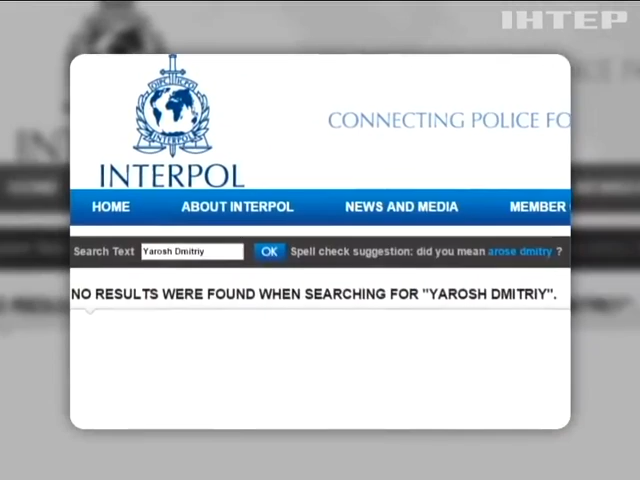 ІНТЕР
INTERPOL
CONNECTING POLICE FO
INTERPOL
HOME ABOUT INTERPOL NEWS AND MEDIA MEMBER
Search Text Yarosh Dmitriy OK Spell check suggestion: did you mean arose dmitry ?
NO RESULTS WERE FOUND WHEN SEARCHING FOR "YAROSH DMITRIY".